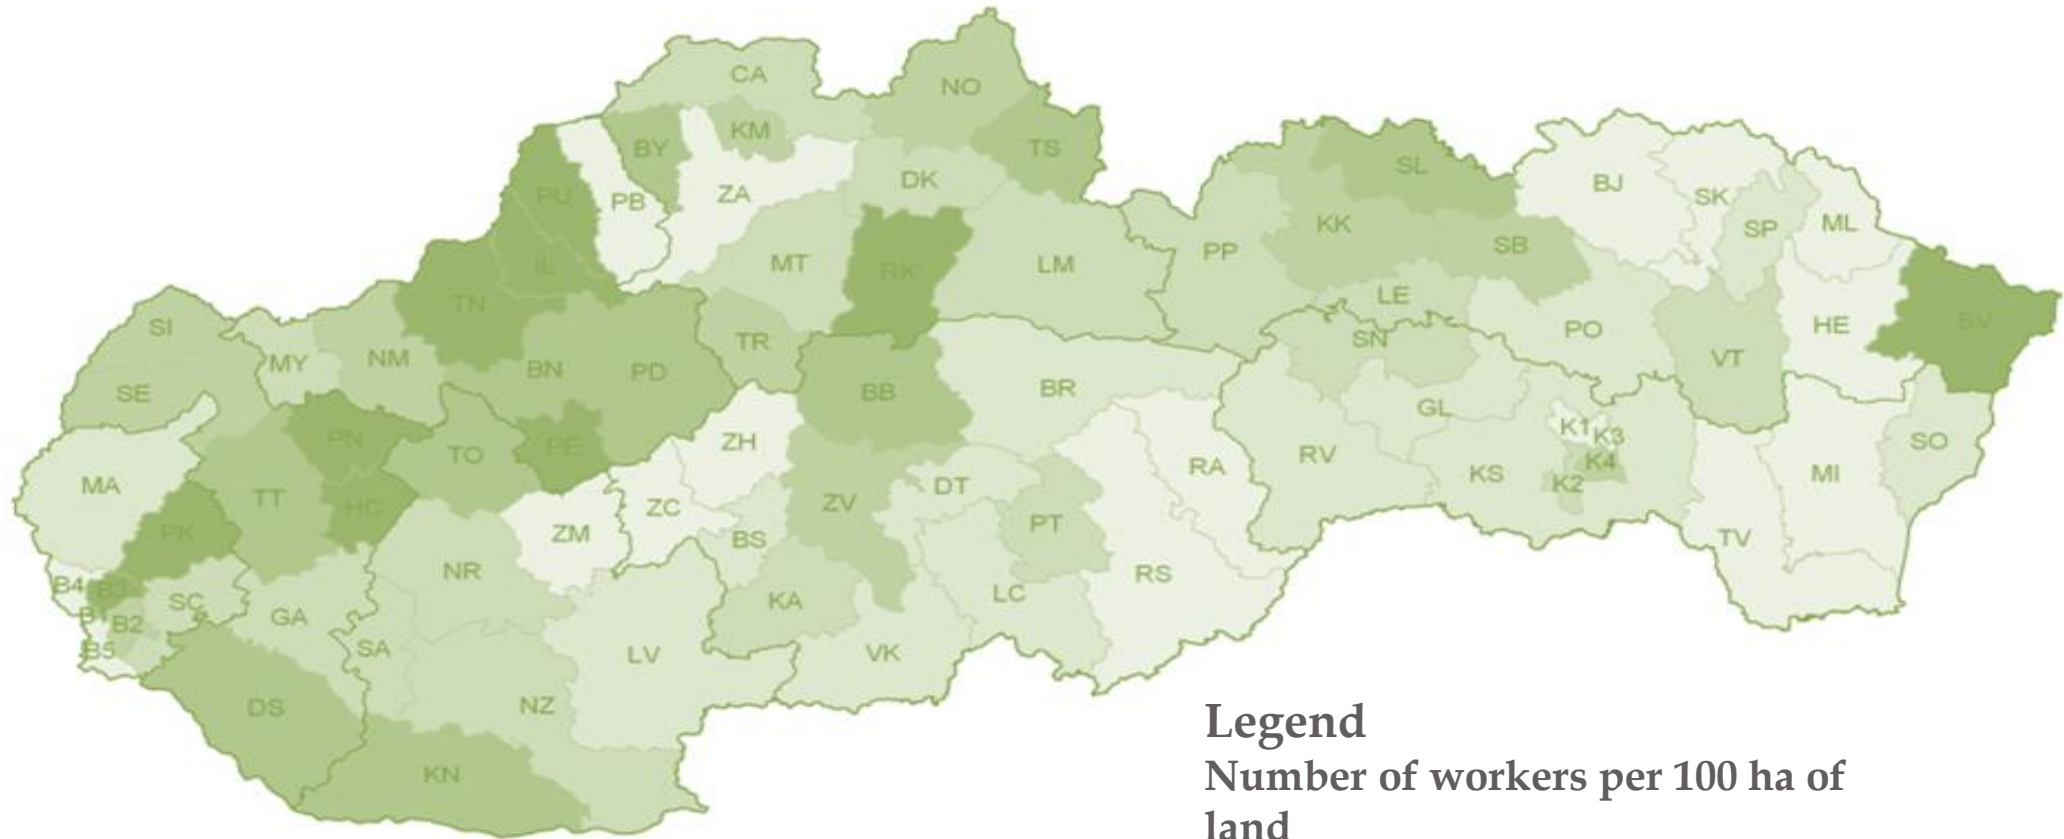 CA
NO
KM
BY
TS
SL
DK
BJ
PU
PB
ZA
SK
SP
ML
KK
SB
PP
MT
RK
LM
IL
TN
LE
SV
SI
PO
HE
SN
VT
MY
NM
TR
BN
PD
SE
BB
BR
GL
K1
K3
PN
TO
PE
ZH
RV
K4
SO
RA
KS
MI
K2
MA
TT
HC
ZC
ZV
DT
PT
PK
ZM
BS
TV
NR
RS
B4
B3
SC
KA
LC
B1
B2
GA
SA
B5
LV
VK
DS
NZ
KN
Legend
Number of workers per 100 ha of
land